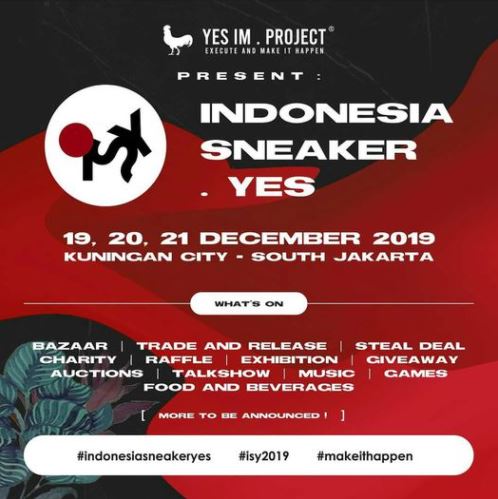 YES IM . PROJECT®
EXECUTE AND MAKE IT HAPPEN
PRESENT :
INDONESIA
SNEAKER
. YES
19, 20, 21 DECEMBER 2019
KUNINGAN CITY - SOUTH JAKARTA
WHAT'S ON
BAZAAR | TRADE AND RELEASE | STEAL DEAL
CHARITY | RAFFLE | EXHIBITION | GIVEAWAY
AUCTIONS | TALKSHOW | MUSIC | GAMES
FOOD AND BEVERAGES
[ MORE TO BE ANNOUNCED ! ]
#indonesiasneakeryes #isy2019 #makeithappen